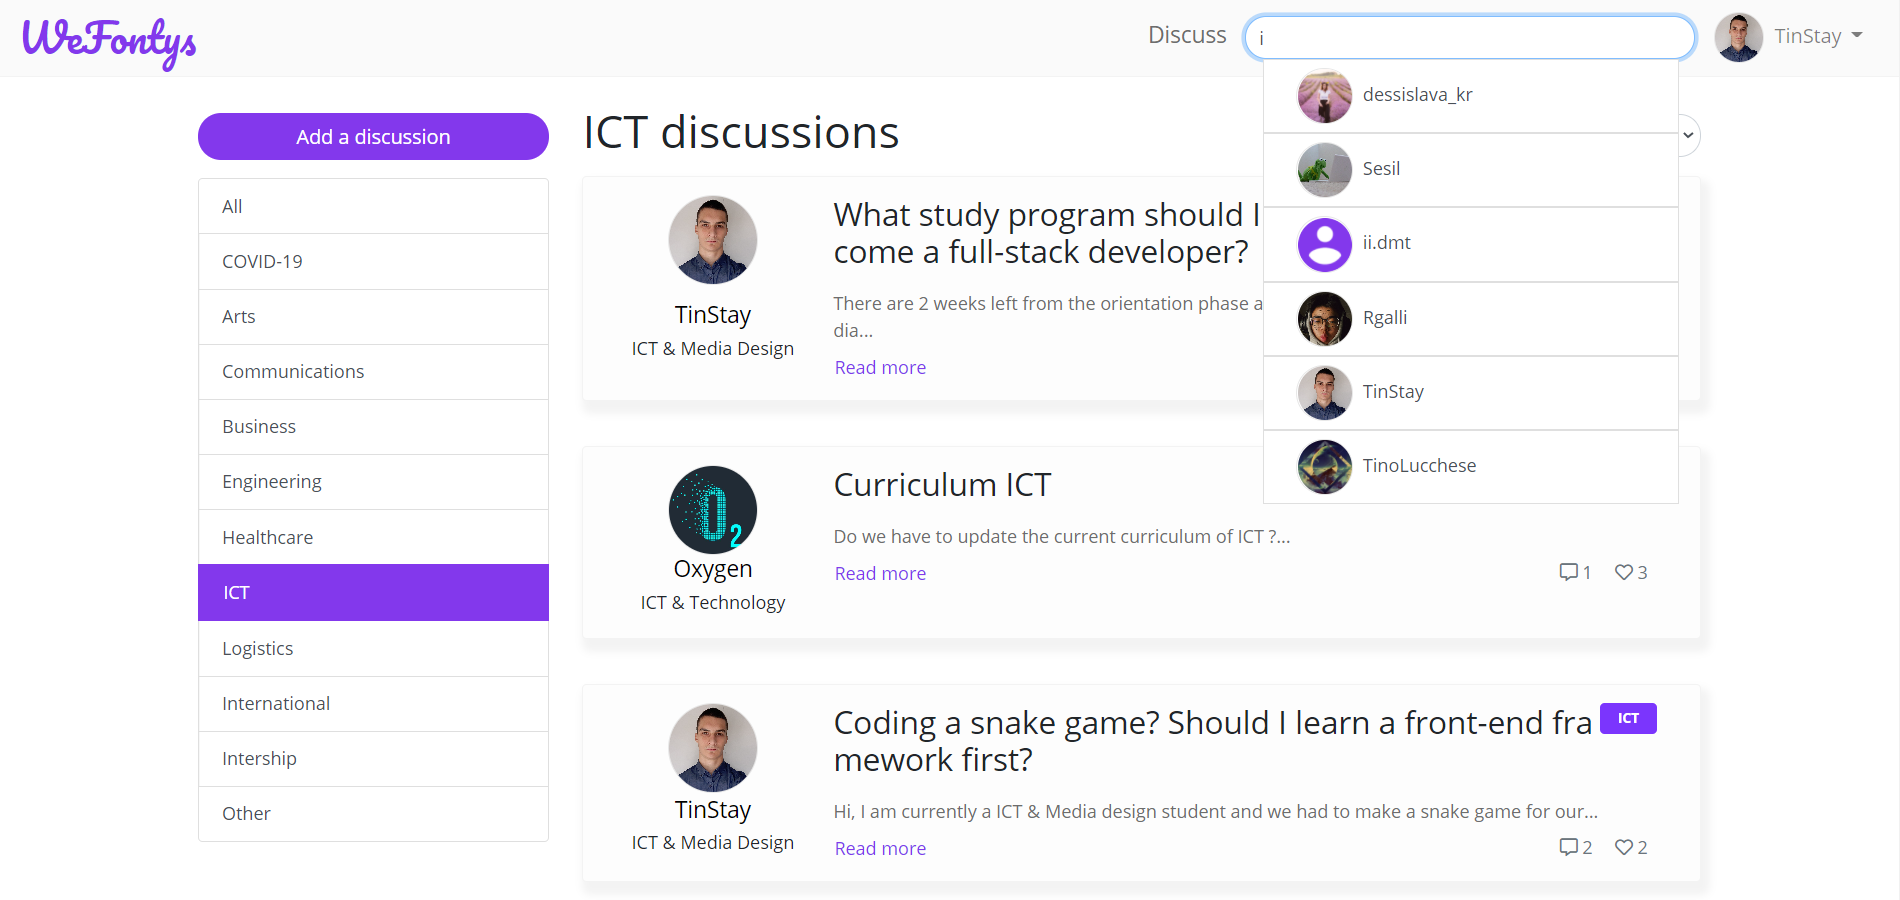 WeFontys
Discuss
i
TinStay
dessislava_kr
Sesil
ii.dmt
Rgalli
TinStay
TinoLucchese
Add a discussion
All
COVID-19
Arts
Communications
Business
Engineering
Healthcare
ICT
Logistics
International
Intership
Other
ICT discussions
What study program should I
come a full-stack developer?
There are 2 weeks left from the orientation phase a
dia...
Read more
TinStay
ICT & Media Design
O2
Oxygen
ICT & Technology
Curriculum ICT
Do we have to update the current curriculum of ICT ?...
Read more
1
3
TinStay
ICT & Media Design
Coding a snake game? Should I learn a front-end fra
mework first?
ICT
Hi, I am currently a ICT & Media design student and we had to make a snake game for our...
Read more
2
2